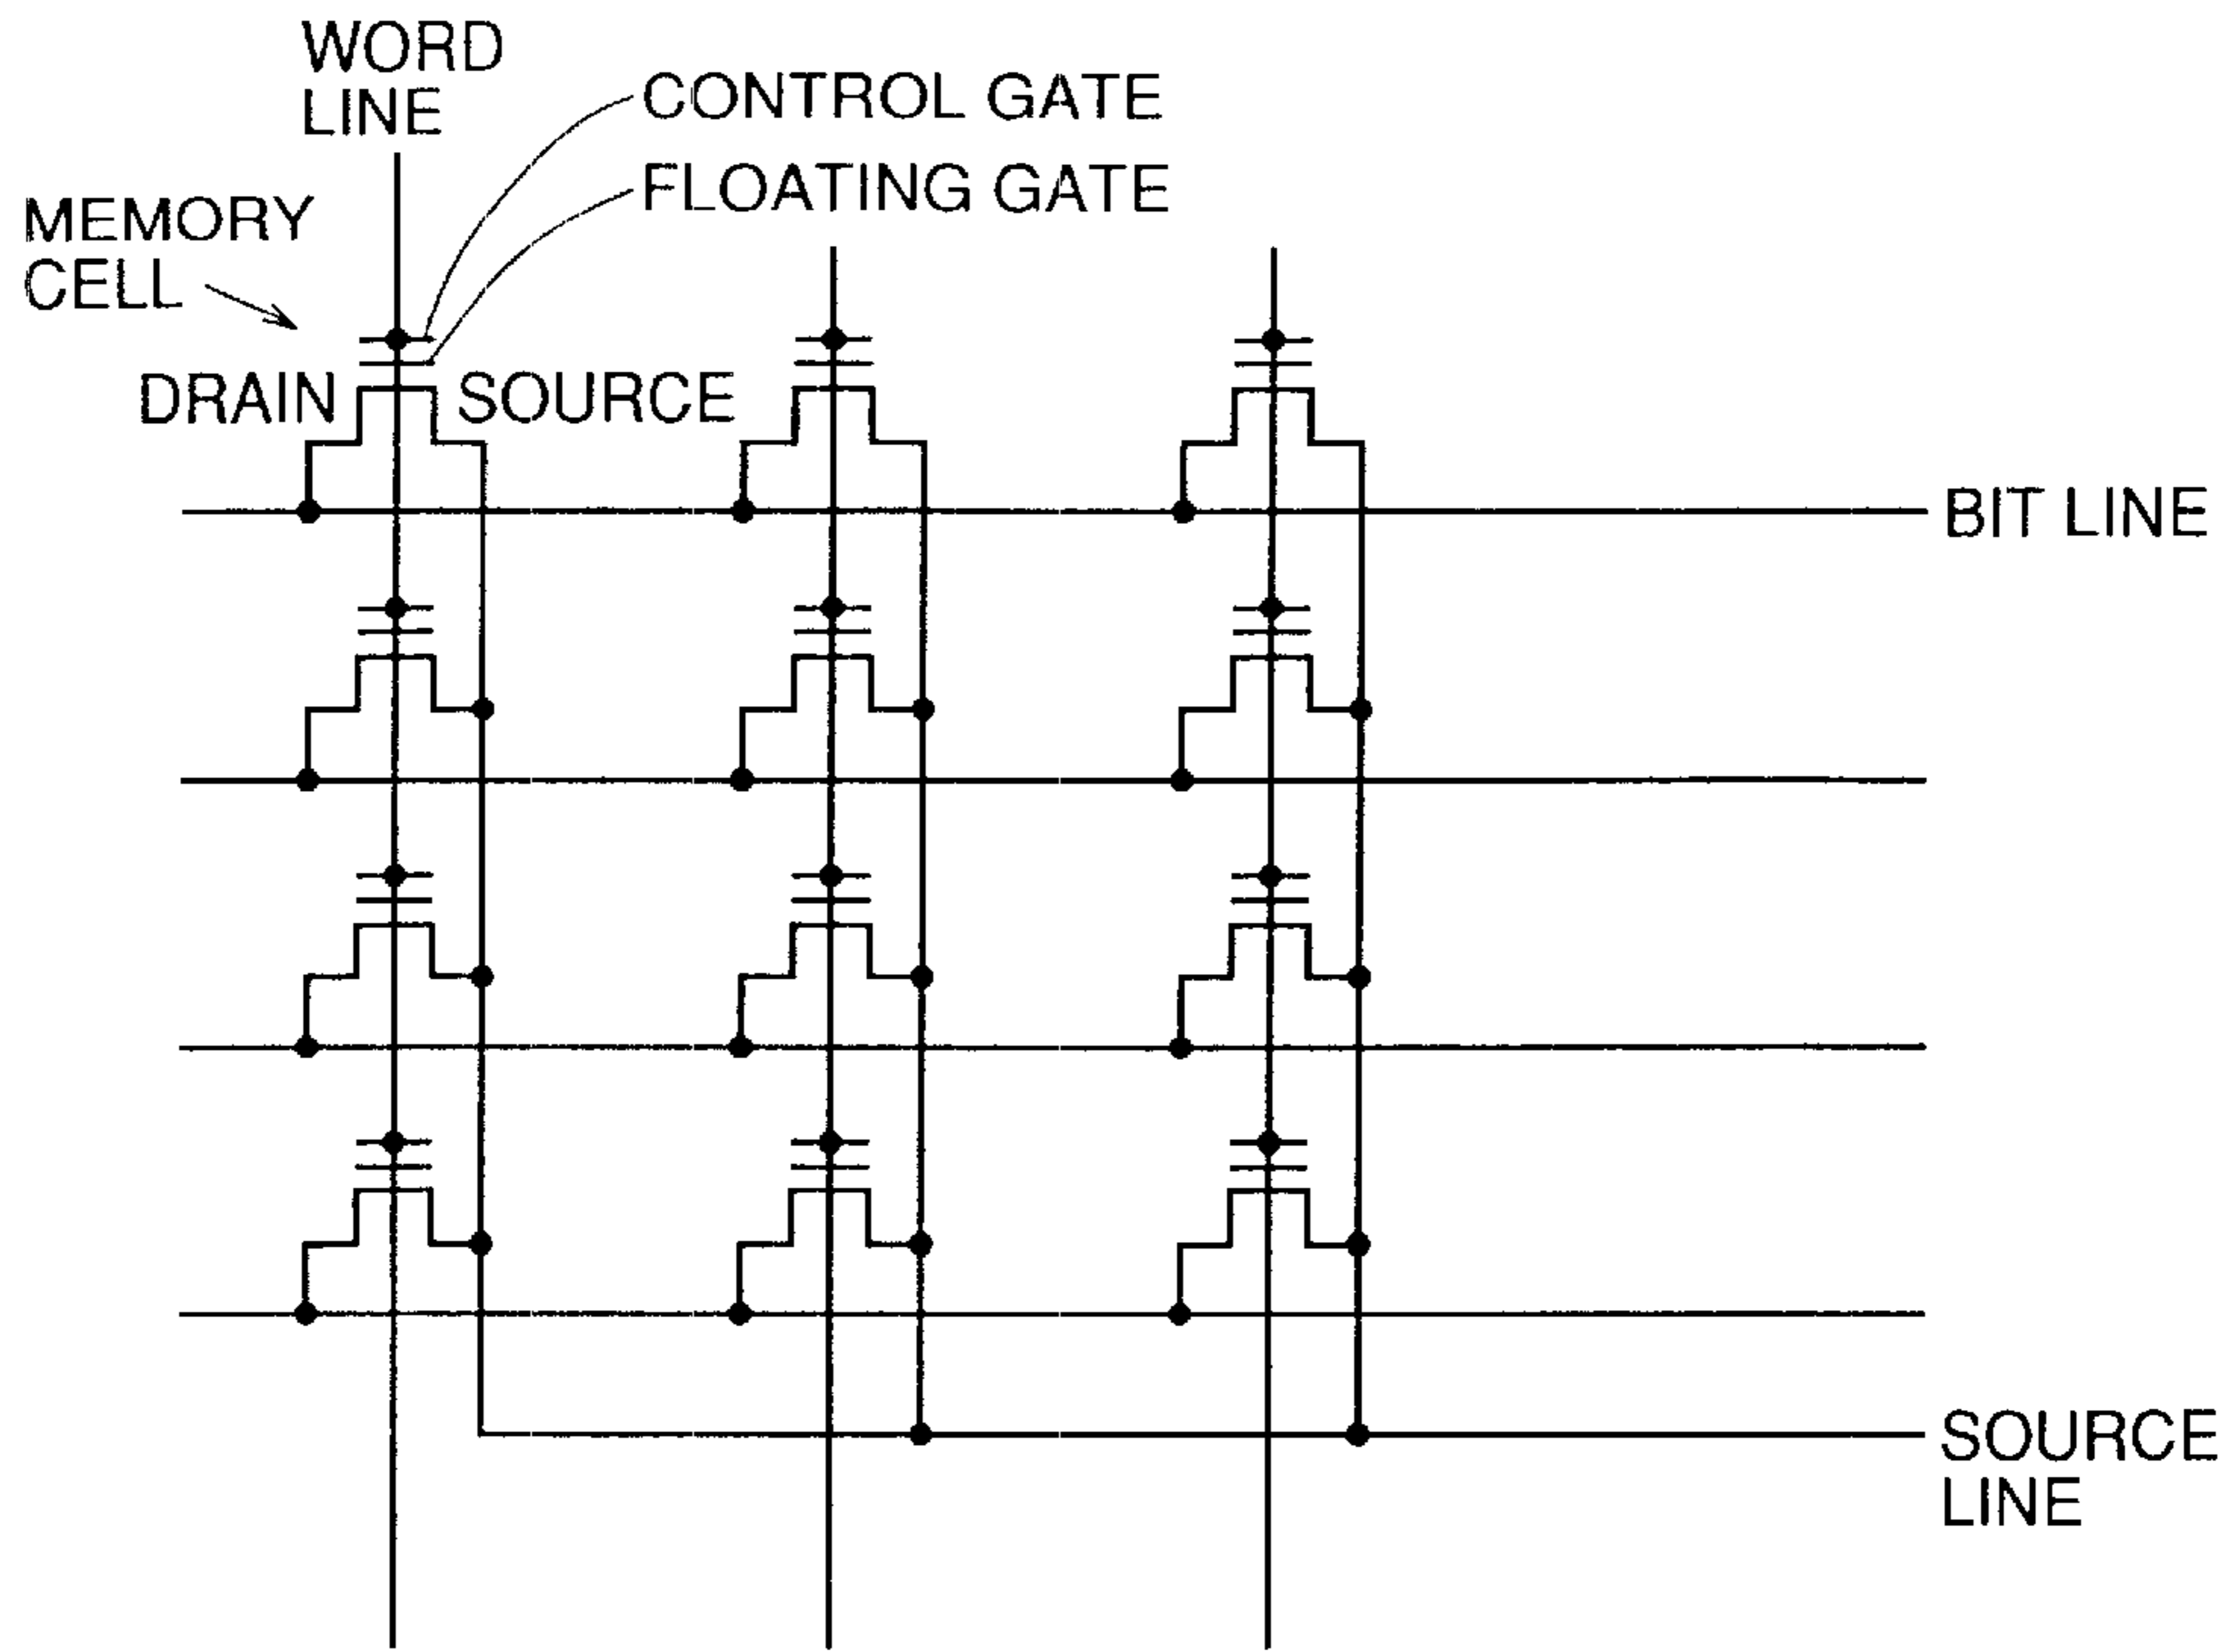 WORD
LINE
CONTROL GATE
FLOATING GATE
MEMORY
CELL
DRAIN
SOURCE
BIT LINE
SOURCE
LINE